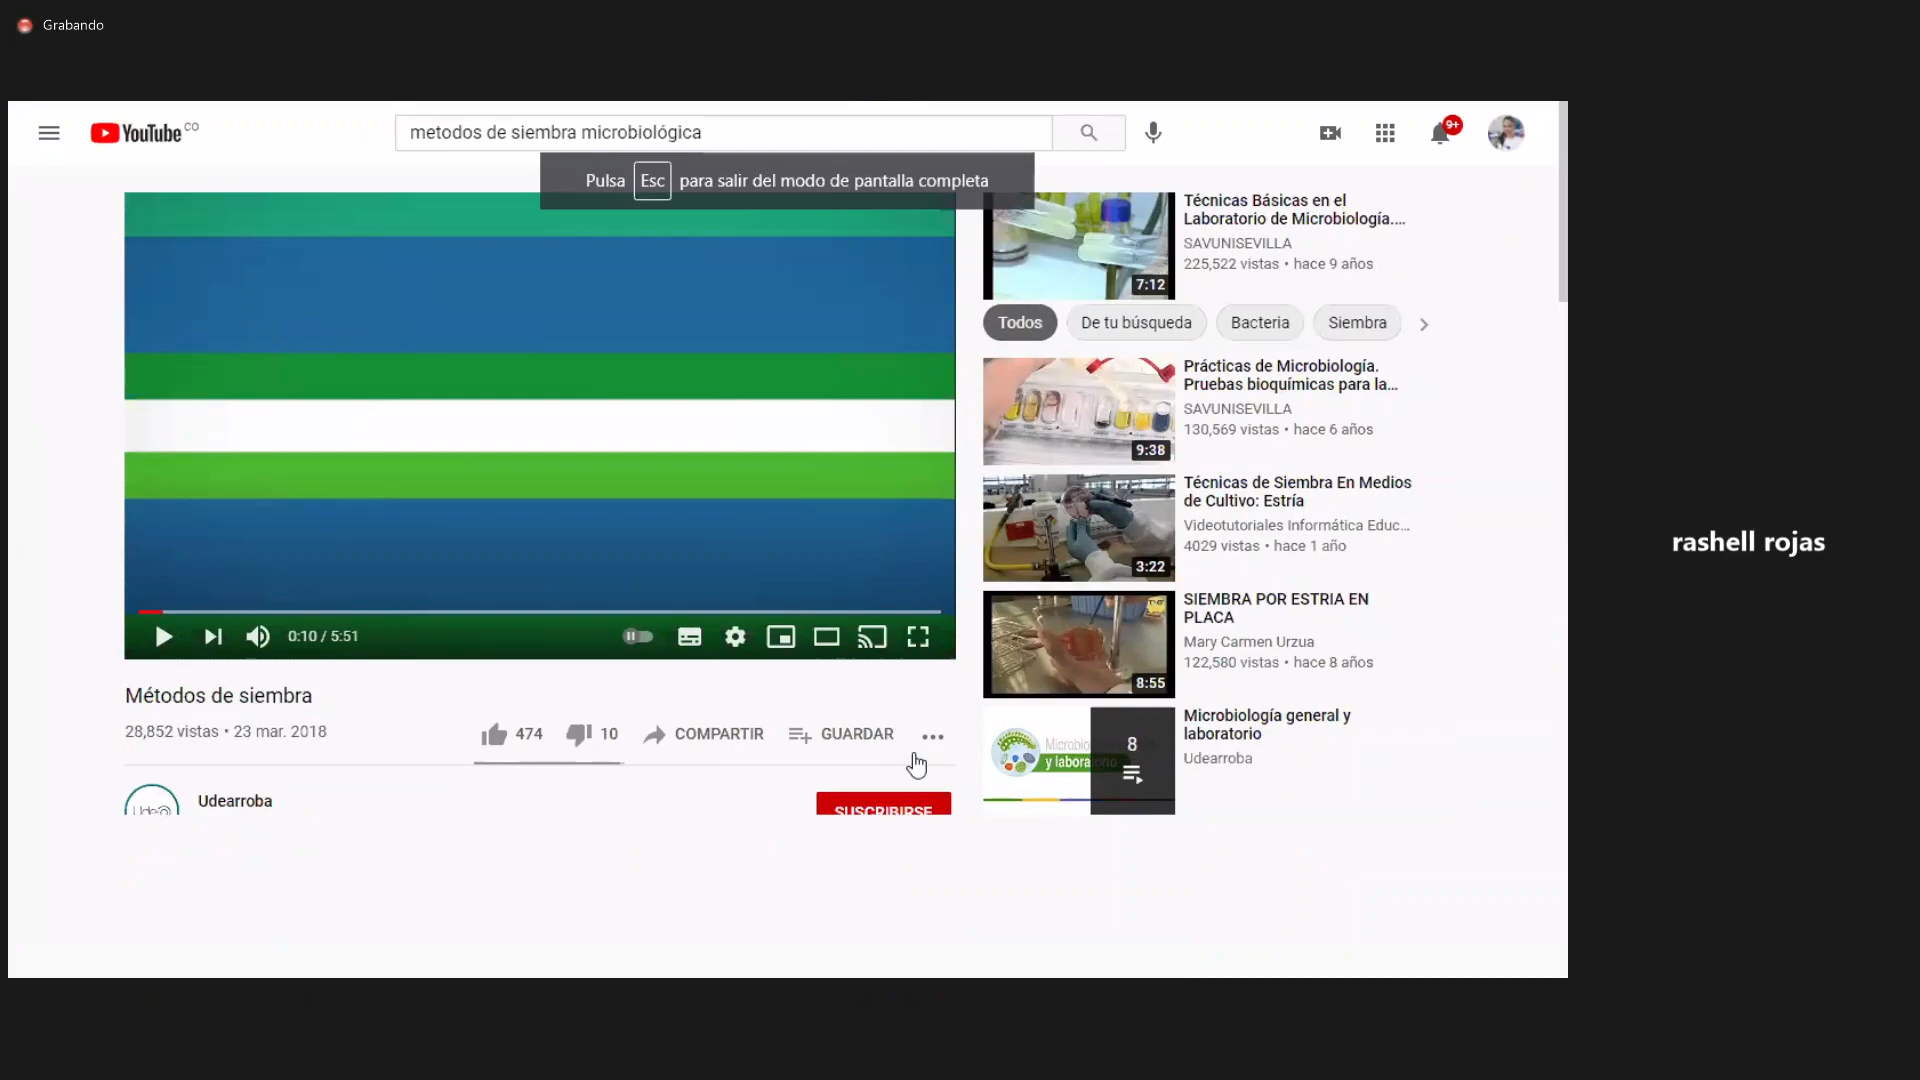 Grabando
YouTube CO
metodos de siembra microbiológica
9+
Pulsa Esc para salir del modo de pantalla completa
0:10 / 5:51
Métodos de siembra
28,852 vistas • 23 mar. 2018
474
10
COMPARTIR
GUARDAR
Ude@
Udearroba
SUSCRIBIRSE
7:12
Técnicas Básicas en el
Laboratorio de Microbiología....
SAVUNISEVILLA
225,522 vistas • hace 9 años
Todos
De tu búsqueda
Bacteria
Siembra
9:38
Prácticas de Microbiología.
Pruebas bioquímicas para la...
SAVUNISEVILLA
130,569 vistas • hace 6 años
3:22
Técnicas de Siembra En Medios
de Cultivo: Estría
Videotutoriales Informática Educ...
4029 vistas • hace 1 año
8:55
SIEMBRA POR ESTRIA EN
PLACA
Mary Carmen Urzua
122,580 vistas • hace 8 años
y laboratorio
8
Microbiología general y
laboratorio
Udearroba
rashell rojas